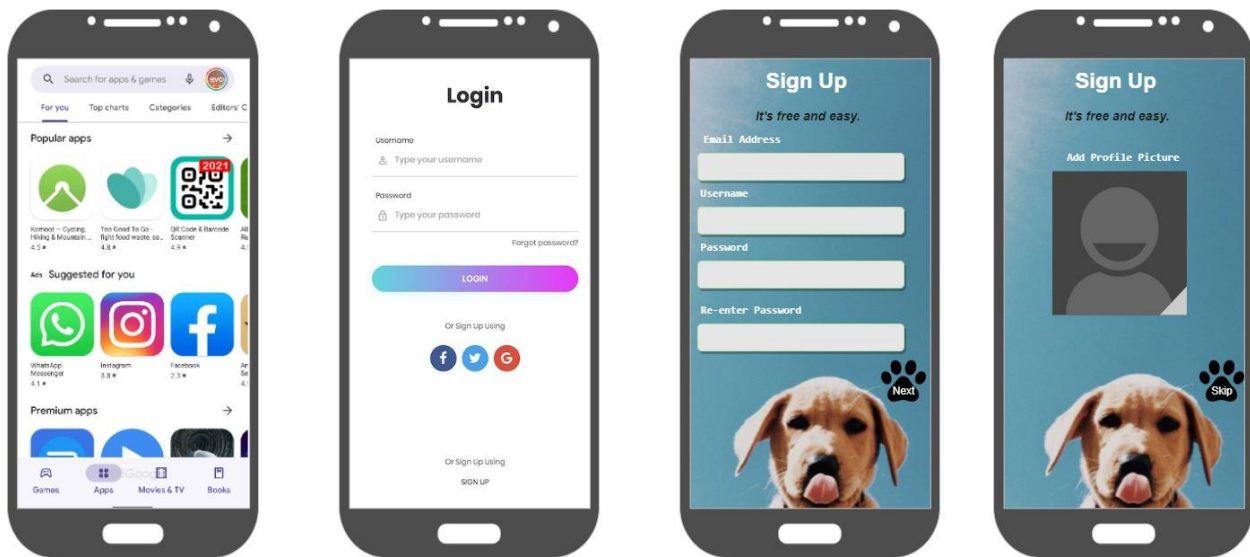 Search for apps & games
evo
For you Top charts Categories Editors' C
Popular apps
2021
Komoot — Cycling,
Hiking & Mountain ...
4.5 ★
Too Good To Go -
fight food waste, sa...
4.8 ★
QR Code & Barcode
Scanner
4.9 ★
Ads Suggested for you
WhatsApp
Messenger
4.1 ★
Instagram
3.8 ★
Facebook
2.3 ★
Premium apps
Games Apps Movies & TV Books
Login
Username
Type your username
Password
Type your password
Forgot password?
LOGIN
Or Sign Up Using
f G
Or Sign Up Using
SIGN UP
Sign Up
It's free and easy.
Email Address
Username
Password
Re-enter Password
Next
Sign Up
It's free and easy.
Add Profile Picture
Skip